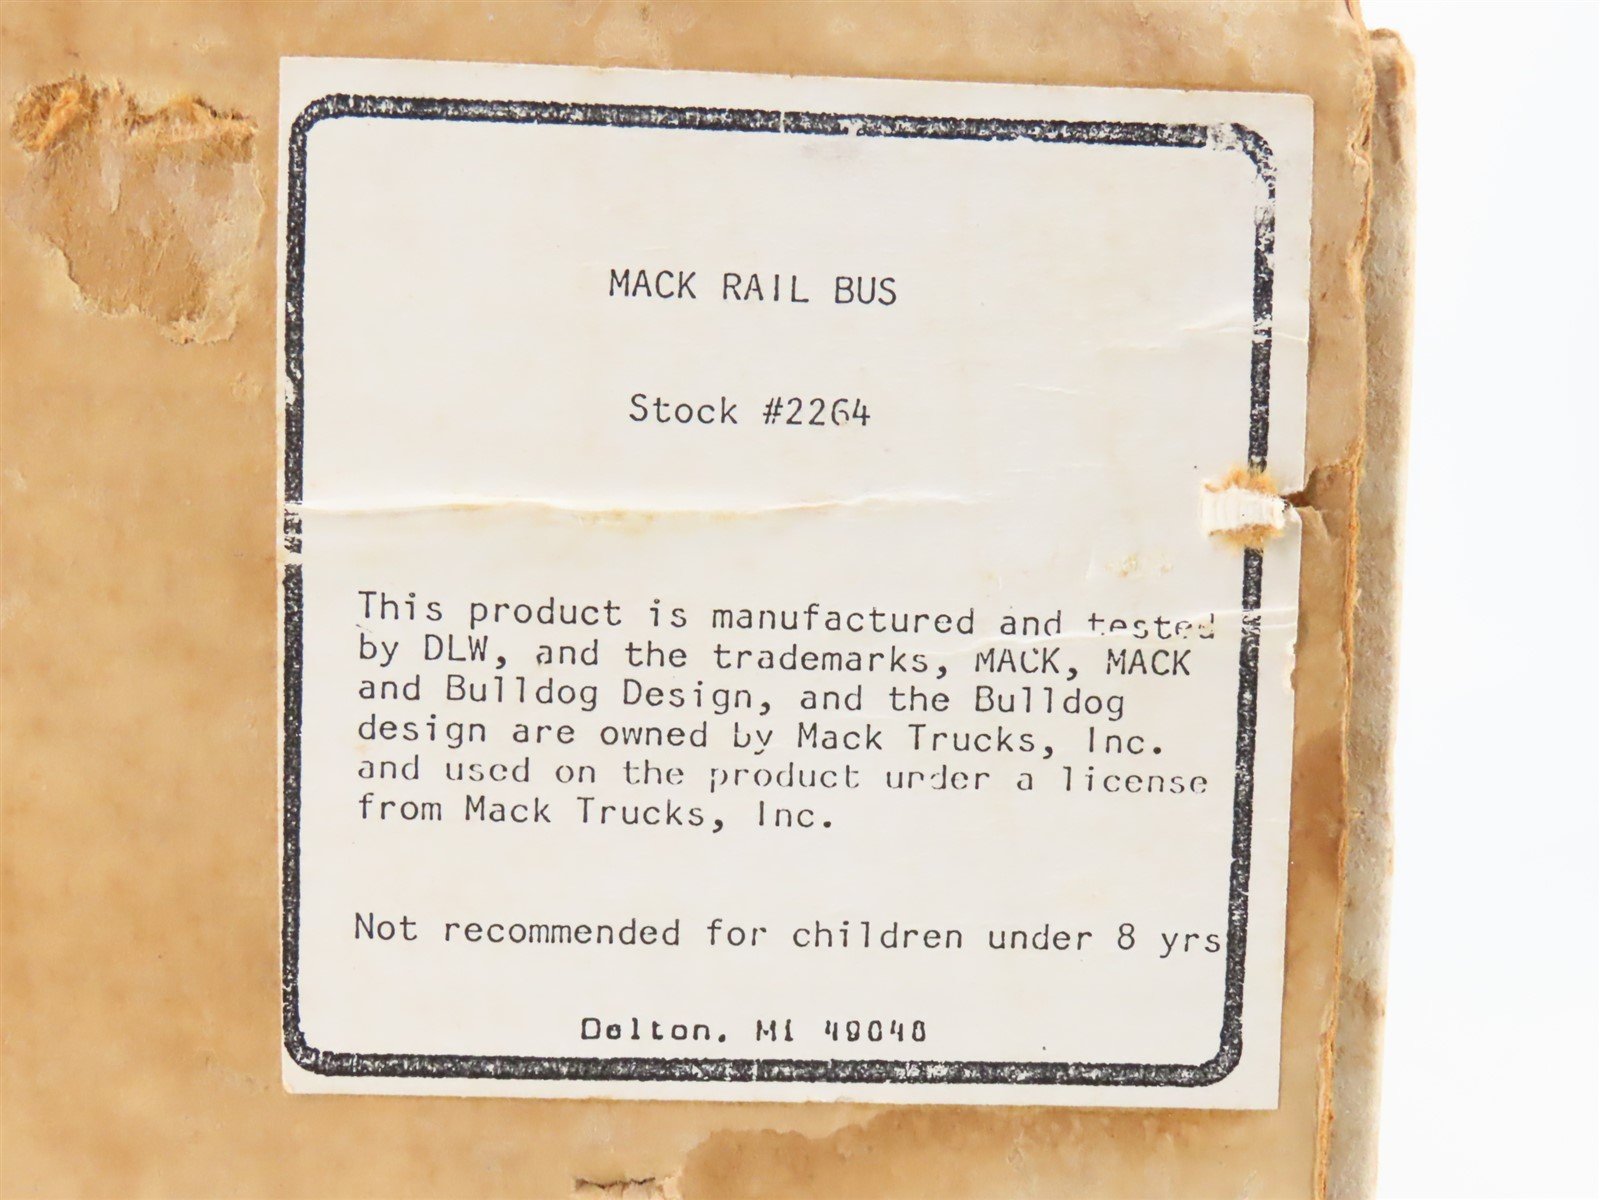 MACK RAIL BUS
Stock #2264
This product is manufactured and tested
by DLW, and the trademarks, MACK, MACK
and Bulldog Design, and the Bulldog
design are owned by Mack Trucks, Inc.
and used on the product under a license
from Mack Trucks, Inc.
Not recommended for children under 8 yrs
Delton, MI